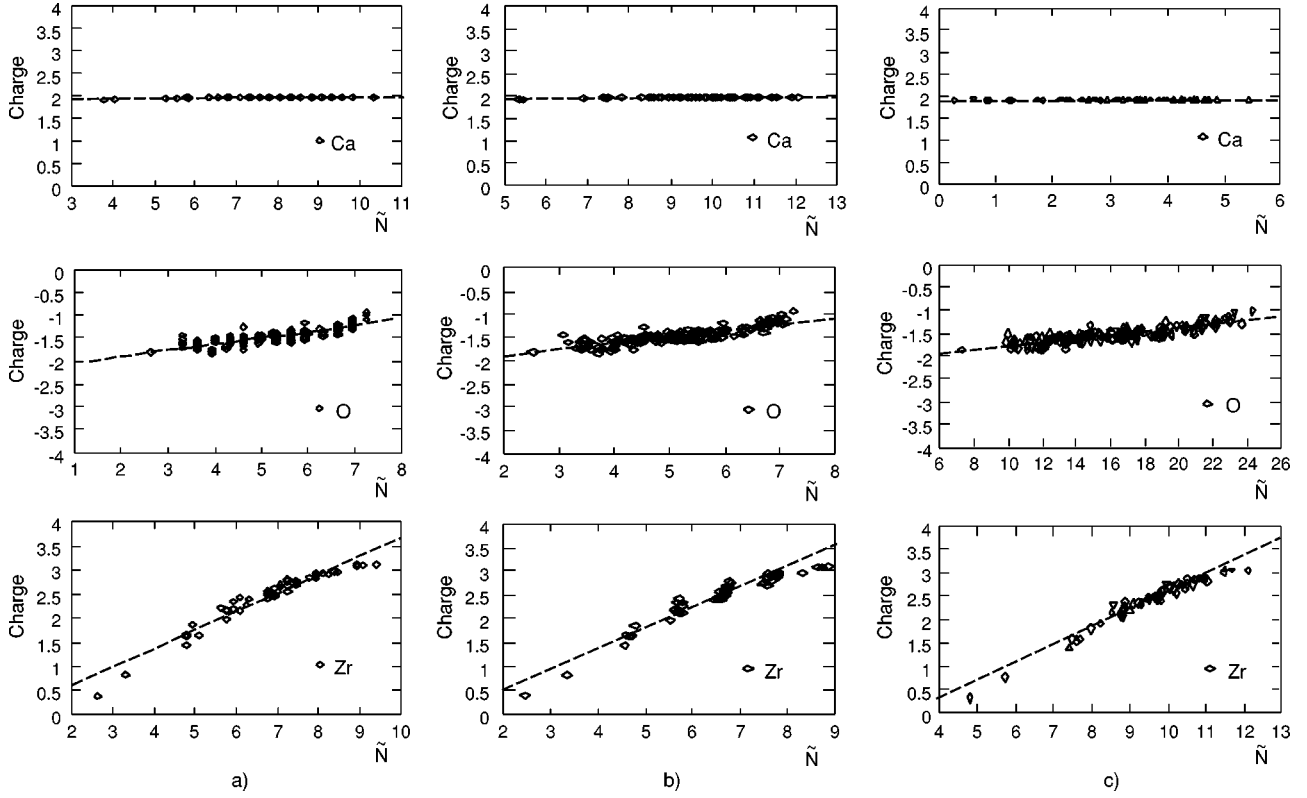 4
3.5
3
2.5
2
1.5
1
0.5
0
Charge
Ca
3 4 5 6 7 8 9 10 11
Ñ
4
3.5
3
2.5
2
1.5
1
0.5
0
Charge
Ca
5 6 7 8 9 10 11 12 13
Ñ
4
3.5
3
2.5
2
1.5
1
0.5
0
Charge
Ca
0 1 2 3 4 5 6
Ñ
0
-0.5
-1
-1.5
-2
-2.5
-3
-3.5
-4
Charge
O
1 2 3 4 5 6 7 8
Ñ
0
-0.5
-1
-1.5
-2
-2.5
-3
-3.5
-4
Charge
O
2 3 4 5 6 7 8
Ñ
0
-0.5
-1
-1.5
-2
-2.5
-3
-3.5
-4
Charge
O
6 8 10 12 14 16 18 20 22 24 26
Ñ
4
3.5
3
2.5
2
1.5
1
0.5
0
Charge
Zr
2 3 4 5 6 7 8 9 10
Ñ
4
3.5
3
2.5
2
1.5
1
0.5
0
Charge
Zr
2 3 4 5 6 7 8 9
Ñ
4
3.5
3
2.5
2
1.5
1
0.5
0
Charge
Zr
4 5 6 7 8 9 10 11 12 13
Ñ
a) b) c)